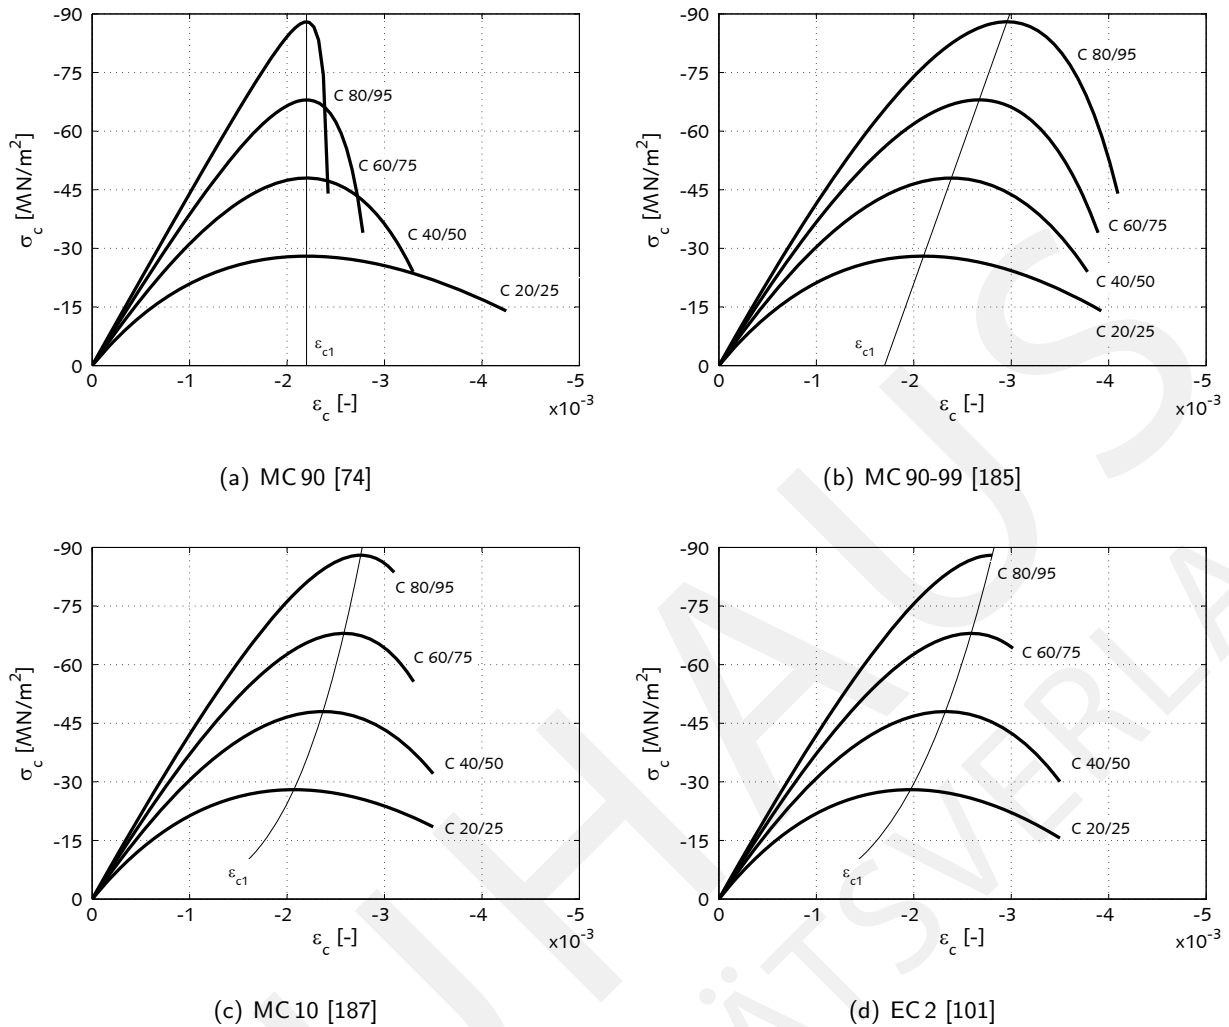 -90
-75
-60
-45
-30
-15
0
σc [MN/m²]
C 80/95
C 60/75
C 40/50
C 20/25
εc1
0 -1 -2 -3 -4 -5
εc [-]
x10⁻³
(a) MC 90 [74]
-90
-75
-60
-45
-30
-15
0
σc [MN/m²]
C 80/95
C 60/75
C 40/50
C 20/25
εc1
0 -1 -2 -3 -4 -5
εc [-]
x10⁻³
(b) MC 90-99 [185]
-90
-75
-60
-45
-30
-15
0
σc [MN/m²]
C 80/95
C 60/75
C 40/50
C 20/25
εc1
0 -1 -2 -3 -4 -5
εc [-]
x10⁻³
(c) MC 10 [187]
-90
-75
-60
-45
-30
-15
0
σc [MN/m²]
C 80/95
C 60/75
C 40/50
C 20/25
εc1
0 -1 -2 -3 -4 -5
εc [-]
x10⁻³
(d) EC 2 [101]
UHAUS
ÄTSVERLA